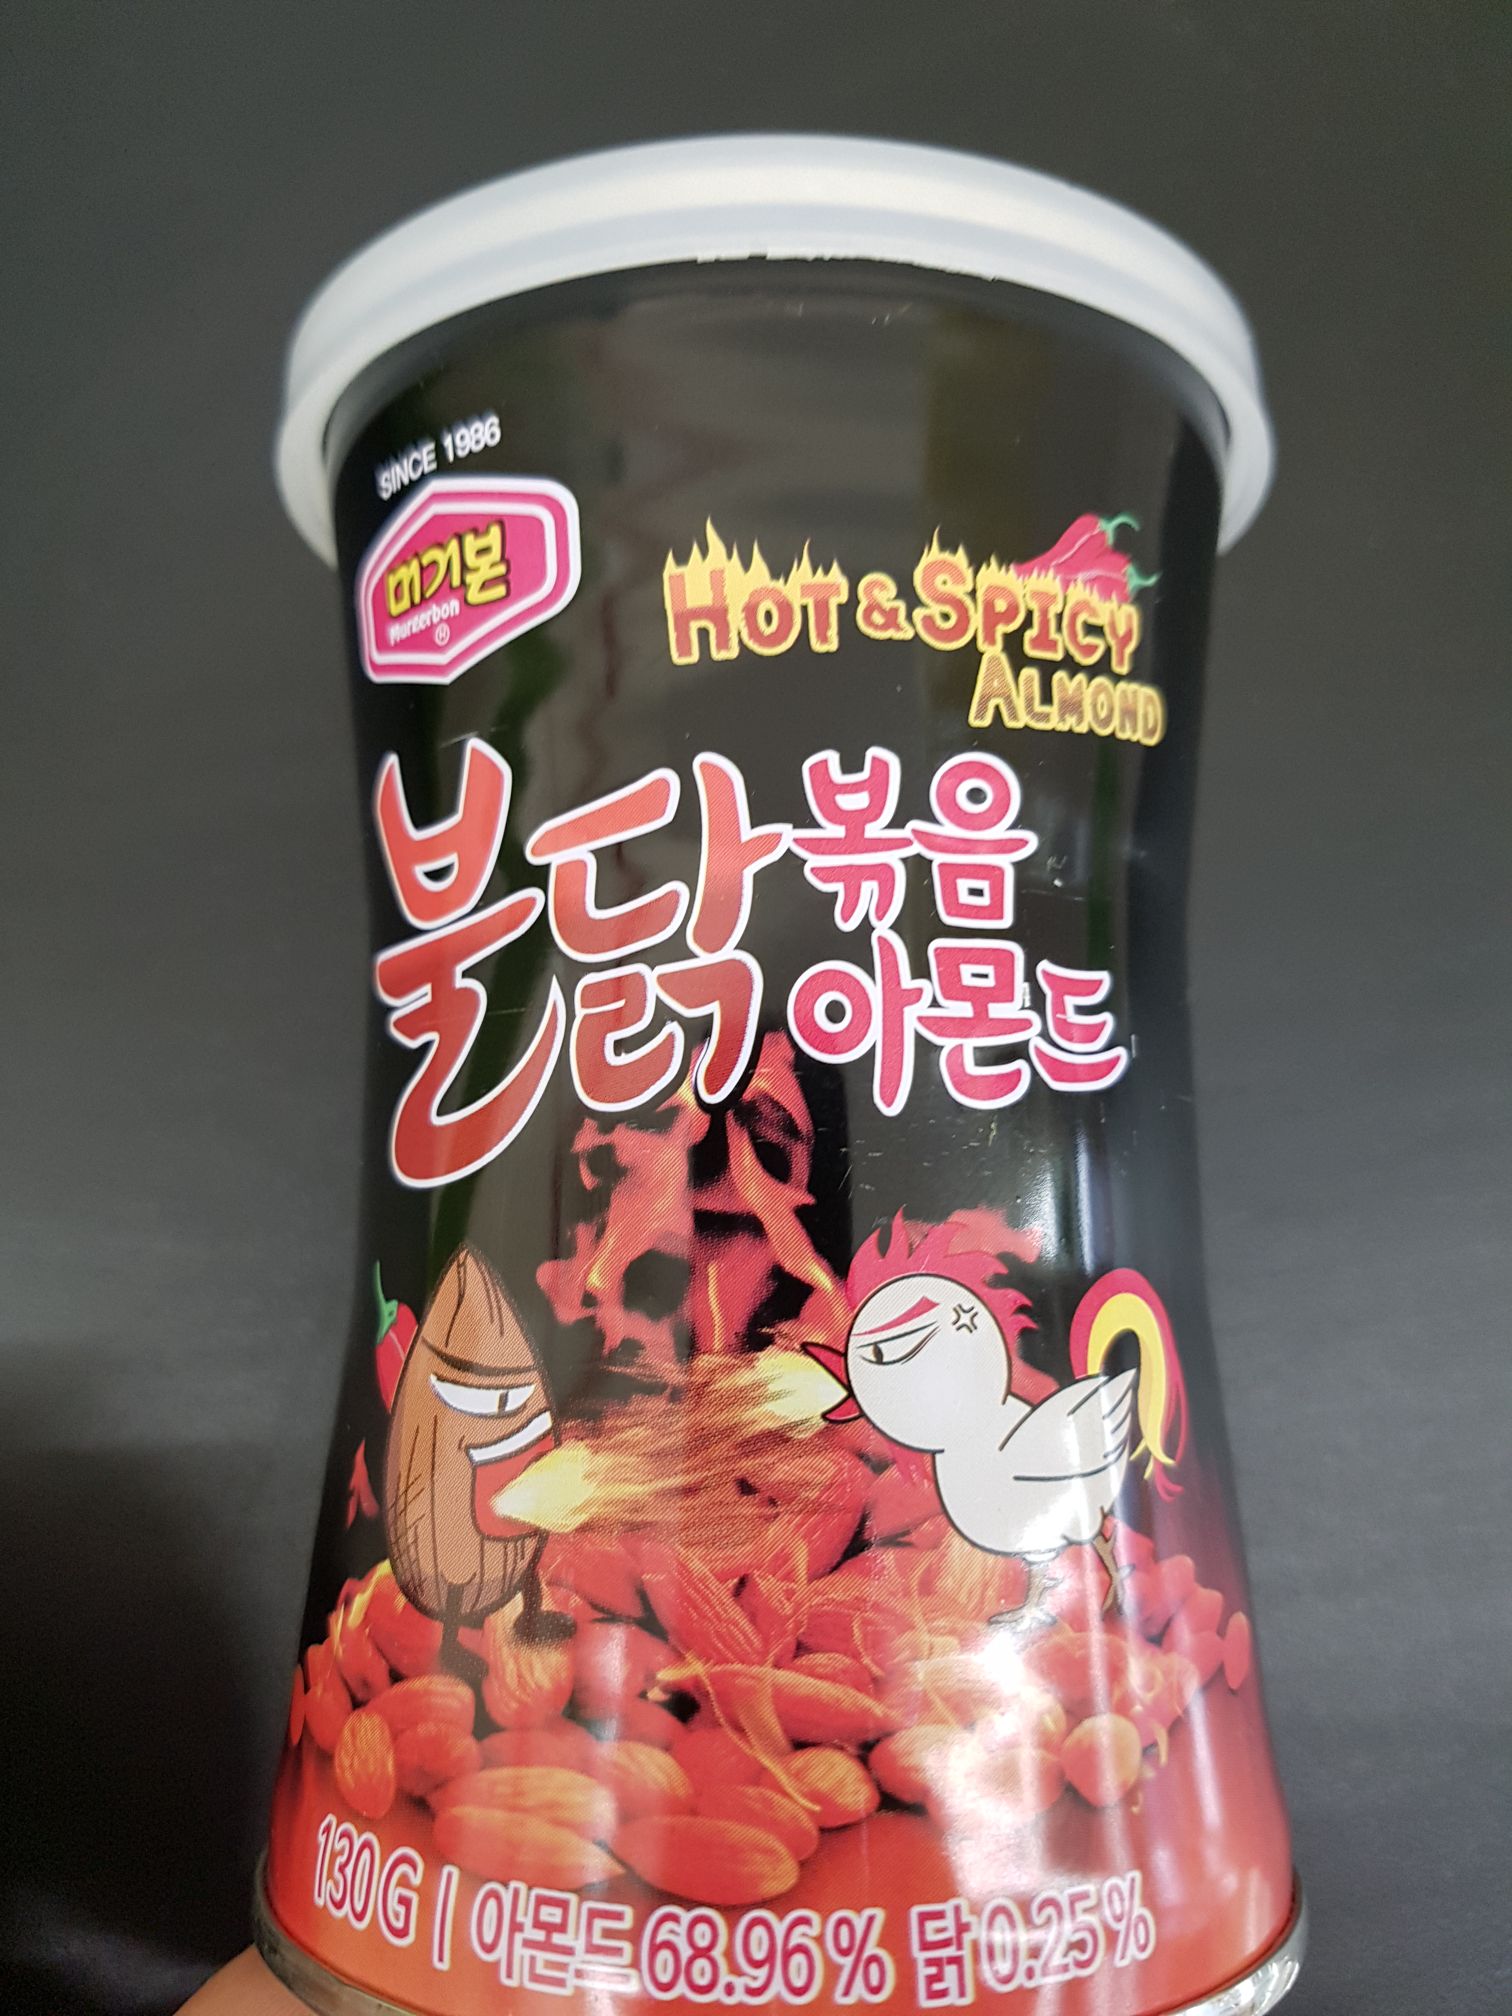 SINCE 1986
머거본
Murgerbon
®
HOT & SPICY
ALMOND
불닭볶음
아몬드
130G | 아몬드 68.96% 닭 0.25%